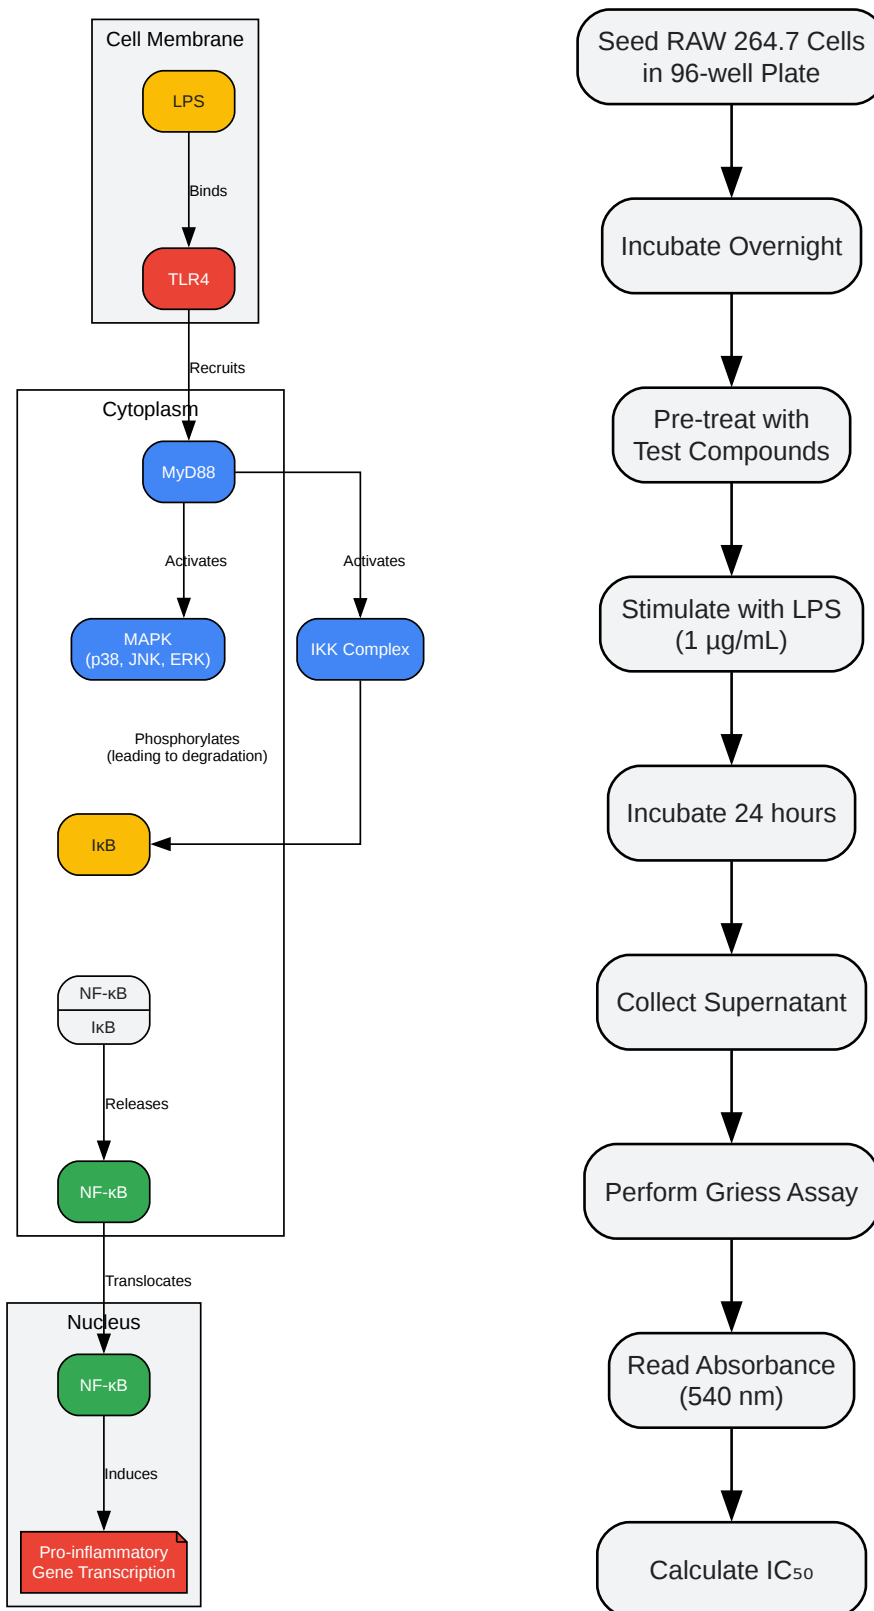 Cell Membrane
LPS
Binds
TLR4
Recruits
Cytoplasm
MyD88
Activates
Activates
MAPK
(p38, JNK, ERK)
IKK Complex
Phosphorylates
(leading to degradation)
IκB
NF-κB
IκB
Releases
NF-κB
Translocates
Nucleus
NF-κB
Induces
Pro-inflammatory
Gene Transcription
Seed RAW 264.7 Cells
in 96-well Plate
Incubate Overnight
Pre-treat with
Test Compounds
Stimulate with LPS
(1 µg/mL)
Incubate 24 hours
Collect Supernatant
Perform Griess Assay
Read Absorbance
(540 nm)
Calculate IC₅₀